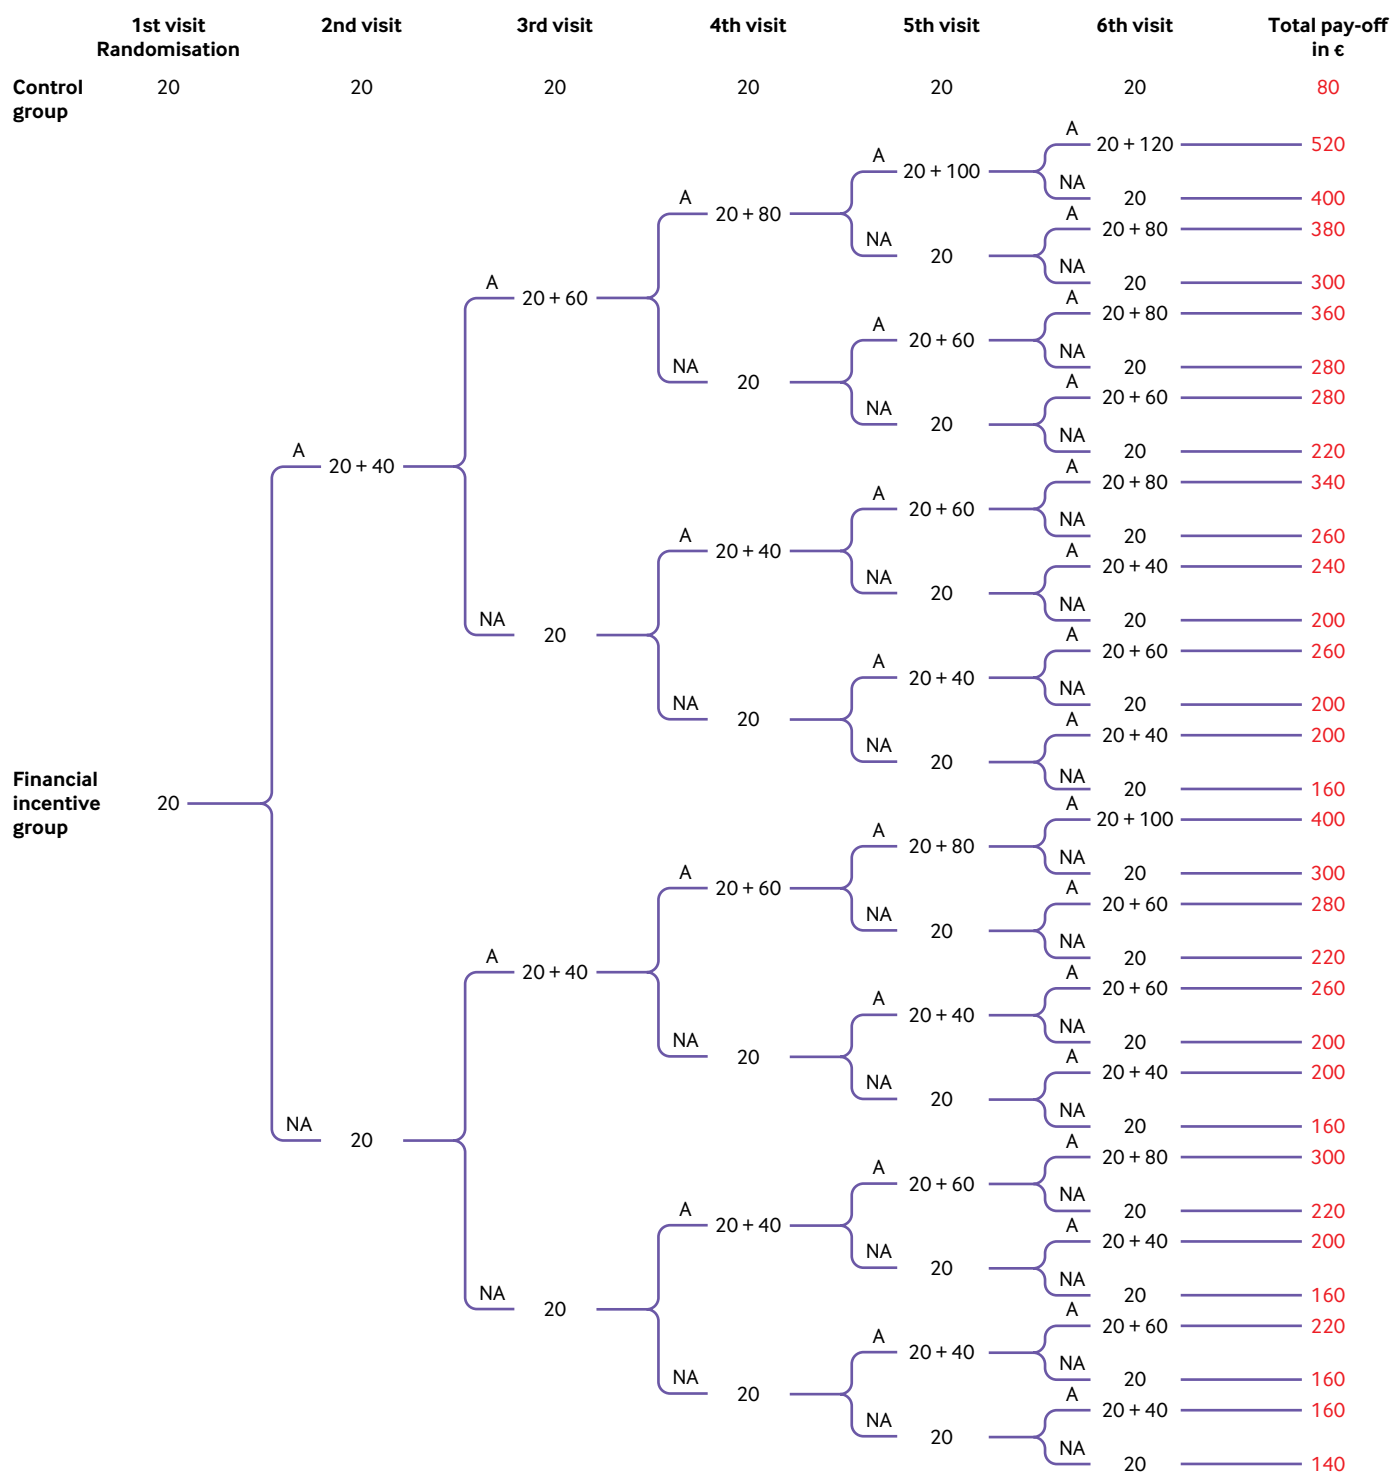 1st visit 2nd visit 3rd visit 4th visit 5th visit 6th visit Total pay-off
Randomisation in €
Control 20 20 20 20 20 20 80
group
A
20 + 120 520
A
20 + 100
NA
A 20 400
20 + 80 A
20 + 80 380
NA
20 NA
A 20 300
20 + 60 A
20 + 80 360
A
20 + 60
NA
NA 20 280
20 A
20 + 60 280
NA
20
NA
A 20 220
20 + 40 A
20 + 80 340
A
20 + 60
NA
A 20 260
20 + 40 A
20 + 40 240
NA
20
NA
NA 20 200
20 A
20 + 60 260
A
20 + 40
NA
NA 20 200
20 A
20 + 40 200
NA
20
Financial NA
20 160
incentive 20 A
group 20 + 100 400
A
20 + 80
NA
A 20 300
20 + 60 A
20 + 60 280
NA
20
NA
A 20 220
20 + 40 A
20 + 60 260
A
20 + 40
NA
NA 20 200
20 A
20 + 40 200
NA
20
NA
NA 20 160
20 A
20 + 80 300
A
20 + 60
NA
A 20 220
20 + 40 A
20 + 40 200
NA
20
NA
NA 20 160
20 A
20 + 60 220
A
20 + 40
NA
NA 20 160
20 A
20 + 40 160
NA
20
NA
20 140